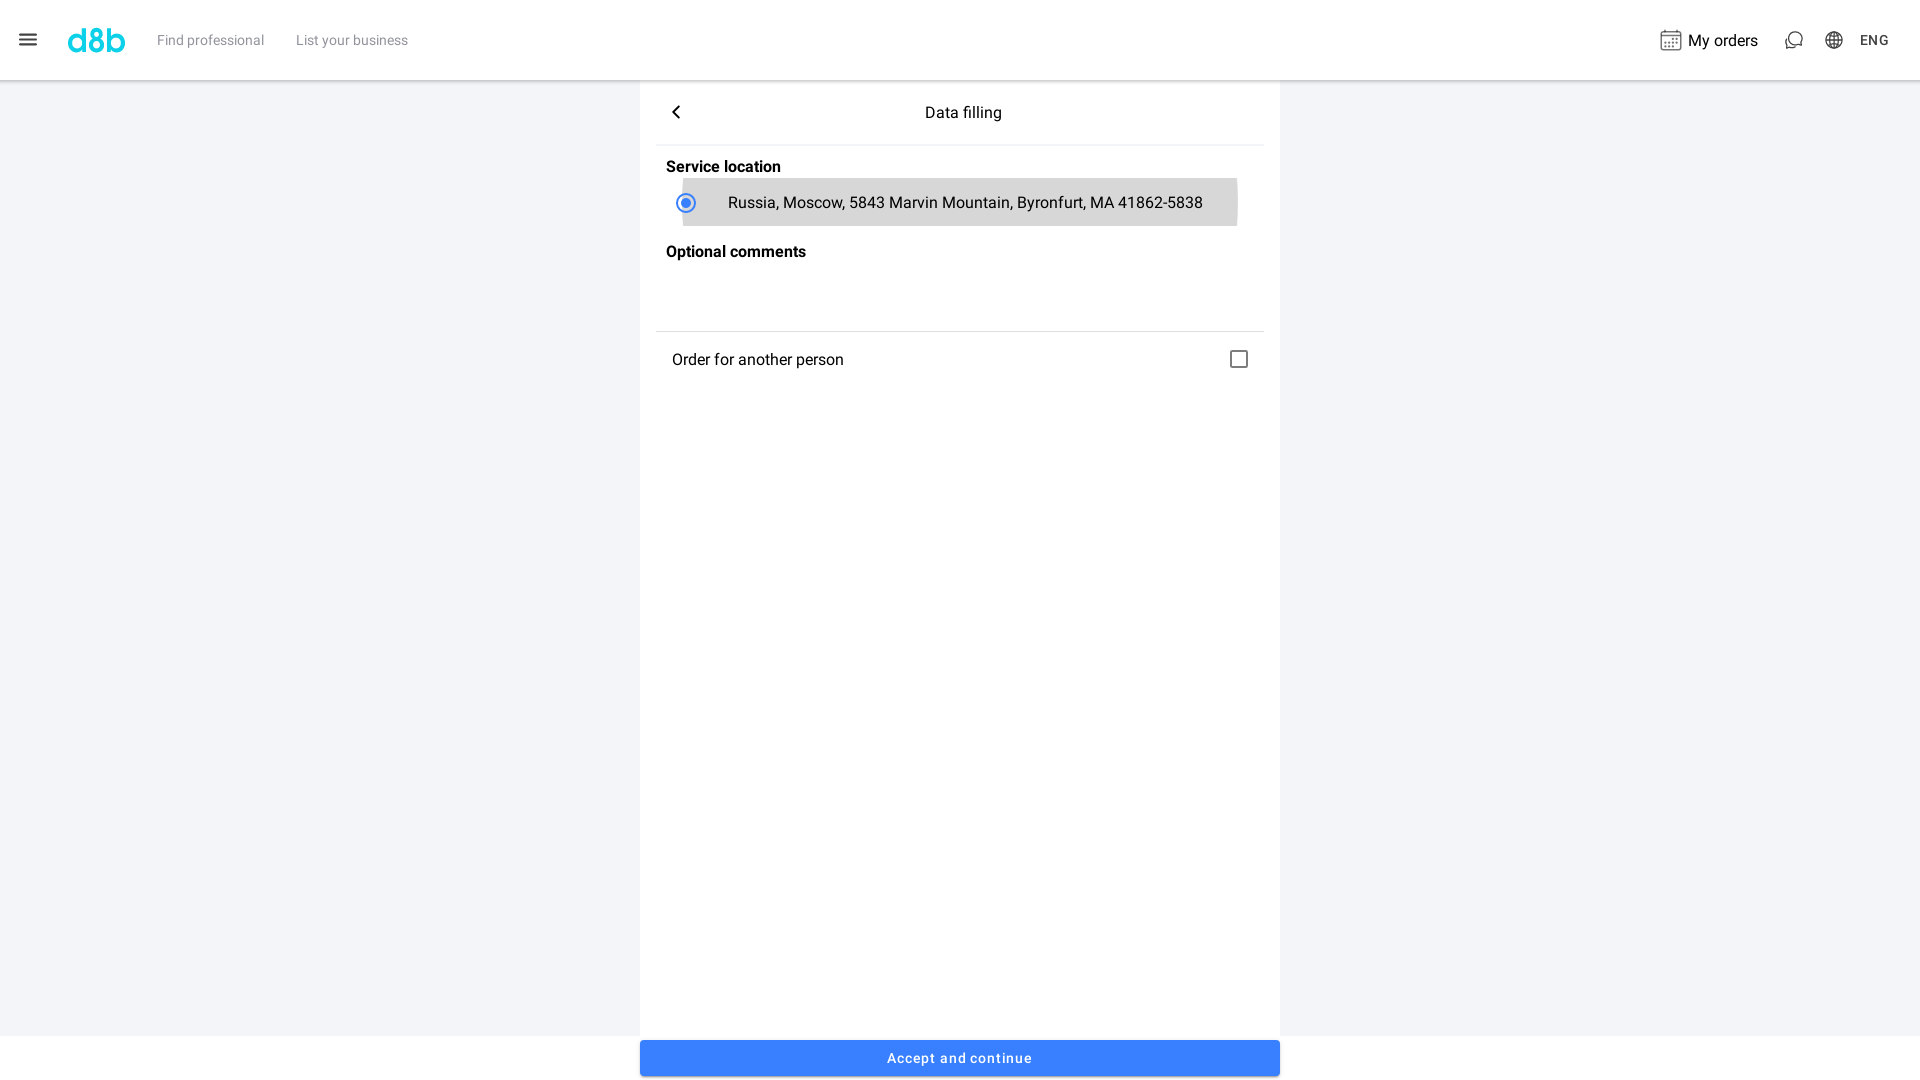 d8b
Find professional
List your business
My orders
ENG
Data filling
Service location
Russia, Moscow, 5843 Marvin Mountain, Byronfurt, MA 41862-5838
Optional comments
Order for another person
Accept and continue